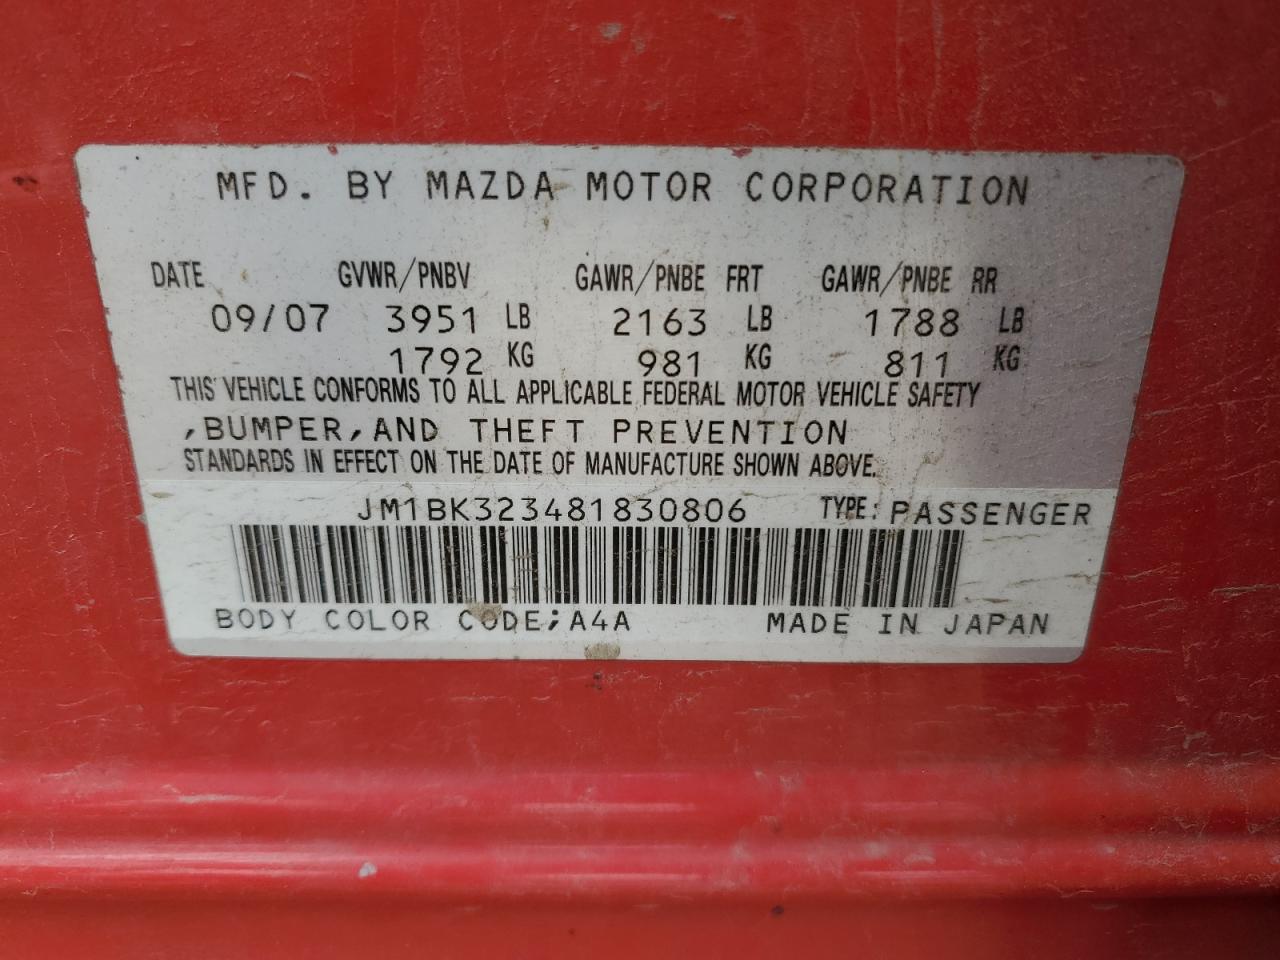 MFD. BY MAZDA MOTOR CORPORATION
DATE GVWR/PNBV GAWR/PNBE FRT GAWR/PNBE RR
09/07 3951 LB 2163 LB 1788 LB
1792 KG 981 KG 811 KG
THIS VEHICLE CONFORMS TO ALL APPLICABLE FEDERAL MOTOR VEHICLE SAFETY
,BUMPER,AND THEFT PREVENTION
STANDARDS IN EFFECT ON THE DATE OF MANUFACTURE SHOWN ABOVE.
JM1BK323481830806 TYPE: PASSENGER
BODY COLOR CODE;A4A MADE IN JAPAN